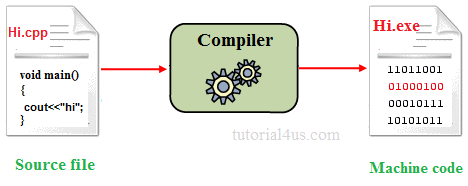 Hi.cpp
void main()
{
cout<<"hi";
}
Source file
Compiler
tutorial4us.com
Hi.exe
11011001
01000100
00010111
10101011
Machine code